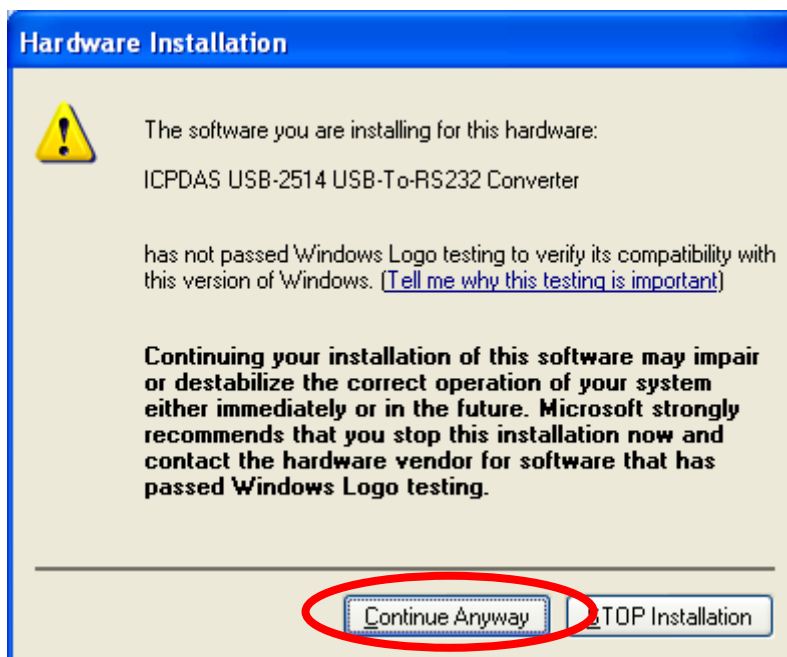 Hardware Installation
The software you are installing for this hardware:
ICPDAS USB-2514 USB-To-RS232 Converter
has not passed Windows Logo testing to verify its compatibility with
this version of Windows. (Tell me why this testing is important)
Continuing your installation of this software may impair
or destabilize the correct operation of your system
either immediately or in the future. Microsoft strongly
recommends that you stop this installation now and
contact the hardware vendor for software that has
passed Windows Logo testing.
Continue Anyway
STOP Installation